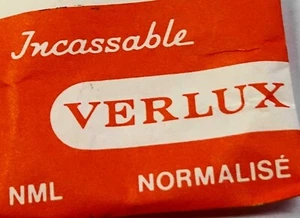 Incassable
VERLUX
NML NORMALISÉ